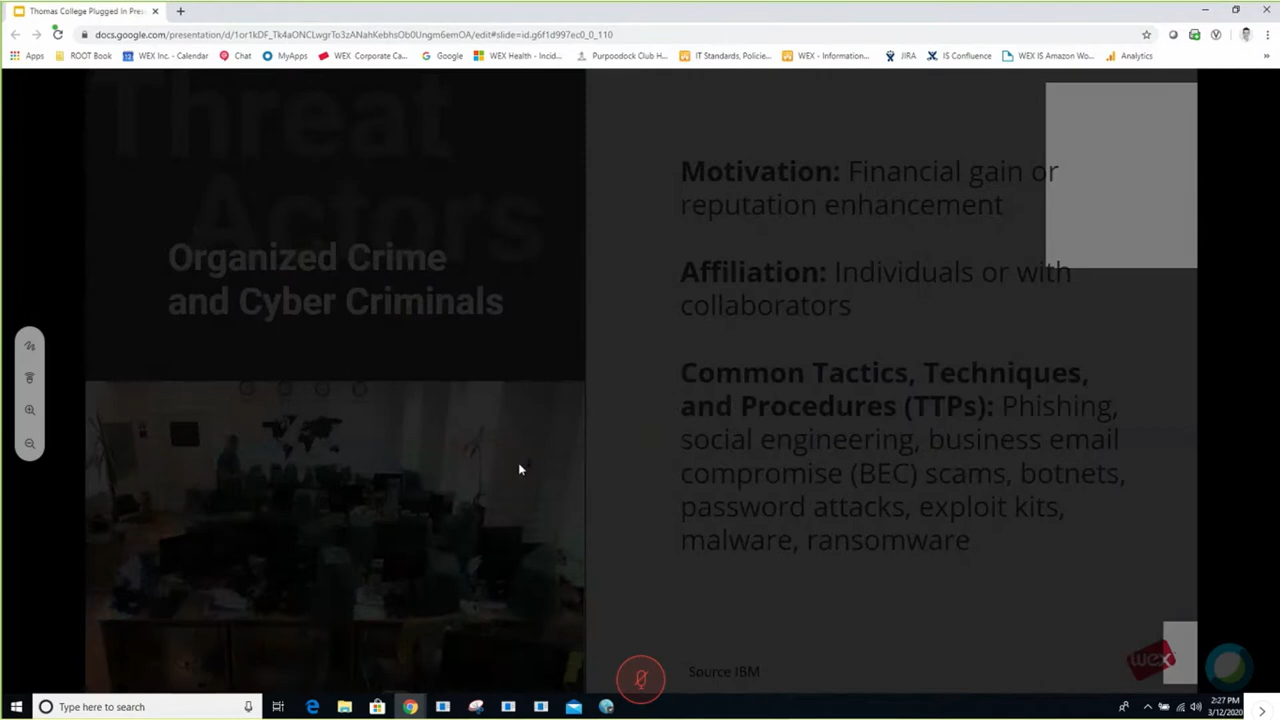 Thomas College Plugged In Pres
docs.google.com/presentation/d/1or1kDF_Tk4aONCLwgrTo3zANahKebhsOb0Ungm6emOA/edit#slide=id.g6f1d997ec0_0_110
Apps ROOT Book WEX Inc. - Calendar Chat MyApps WEX Corporate Ca... Google WEX Health - Incid... Purpoodock Club H... IT Standards, Policie... WEX - Information... JIRA IS Confluence WEX IS Amazon Wo... Analytics
Threat
Actors
Organized Crime
and Cyber Criminals
Motivation: Financial gain or
reputation enhancement
Affiliation: Individuals or with
collaborators
Common Tactics, Techniques,
and Procedures (TTPs): Phishing,
social engineering, business email
compromise (BEC) scams, botnets,
password attacks, exploit kits,
malware, ransomware
Source IBM
wex
Type here to search
2:27 PM
3/12/2020